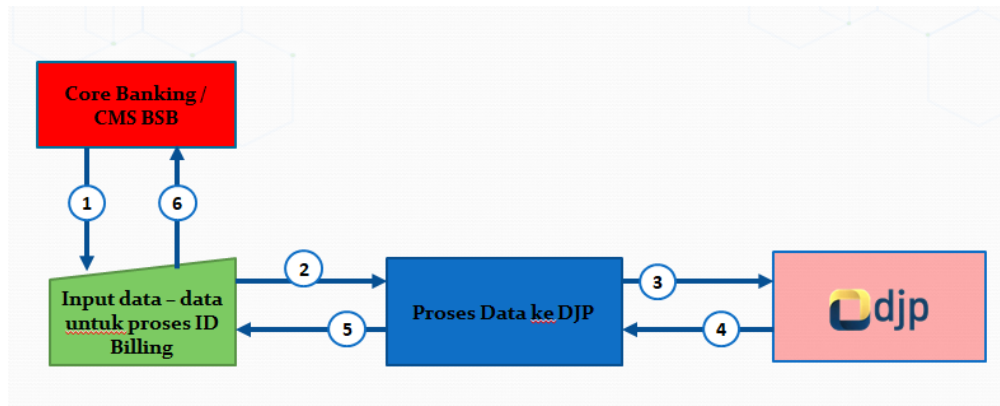 Core Banking /
CMS BSB
1
6
2
3
Input data – data
untuk proses ID
Billing
Proses Data ke DJP
djp
5
4